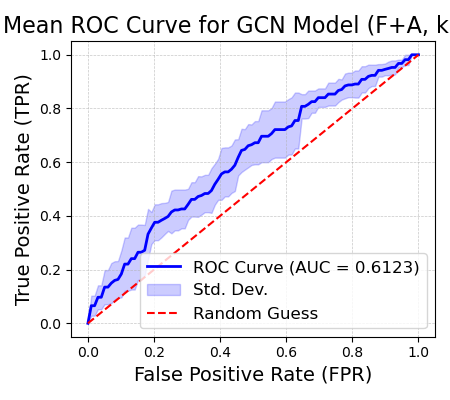 Mean ROC Curve for GCN Model (F+A, k
True Positive Rate (TPR)
1.0
0.8
0.6
0.4
0.2
0.0
ROC Curve (AUC = 0.6123)
Std. Dev.
Random Guess
0.0 0.2 0.4 0.6 0.8 1.0
False Positive Rate (FPR)